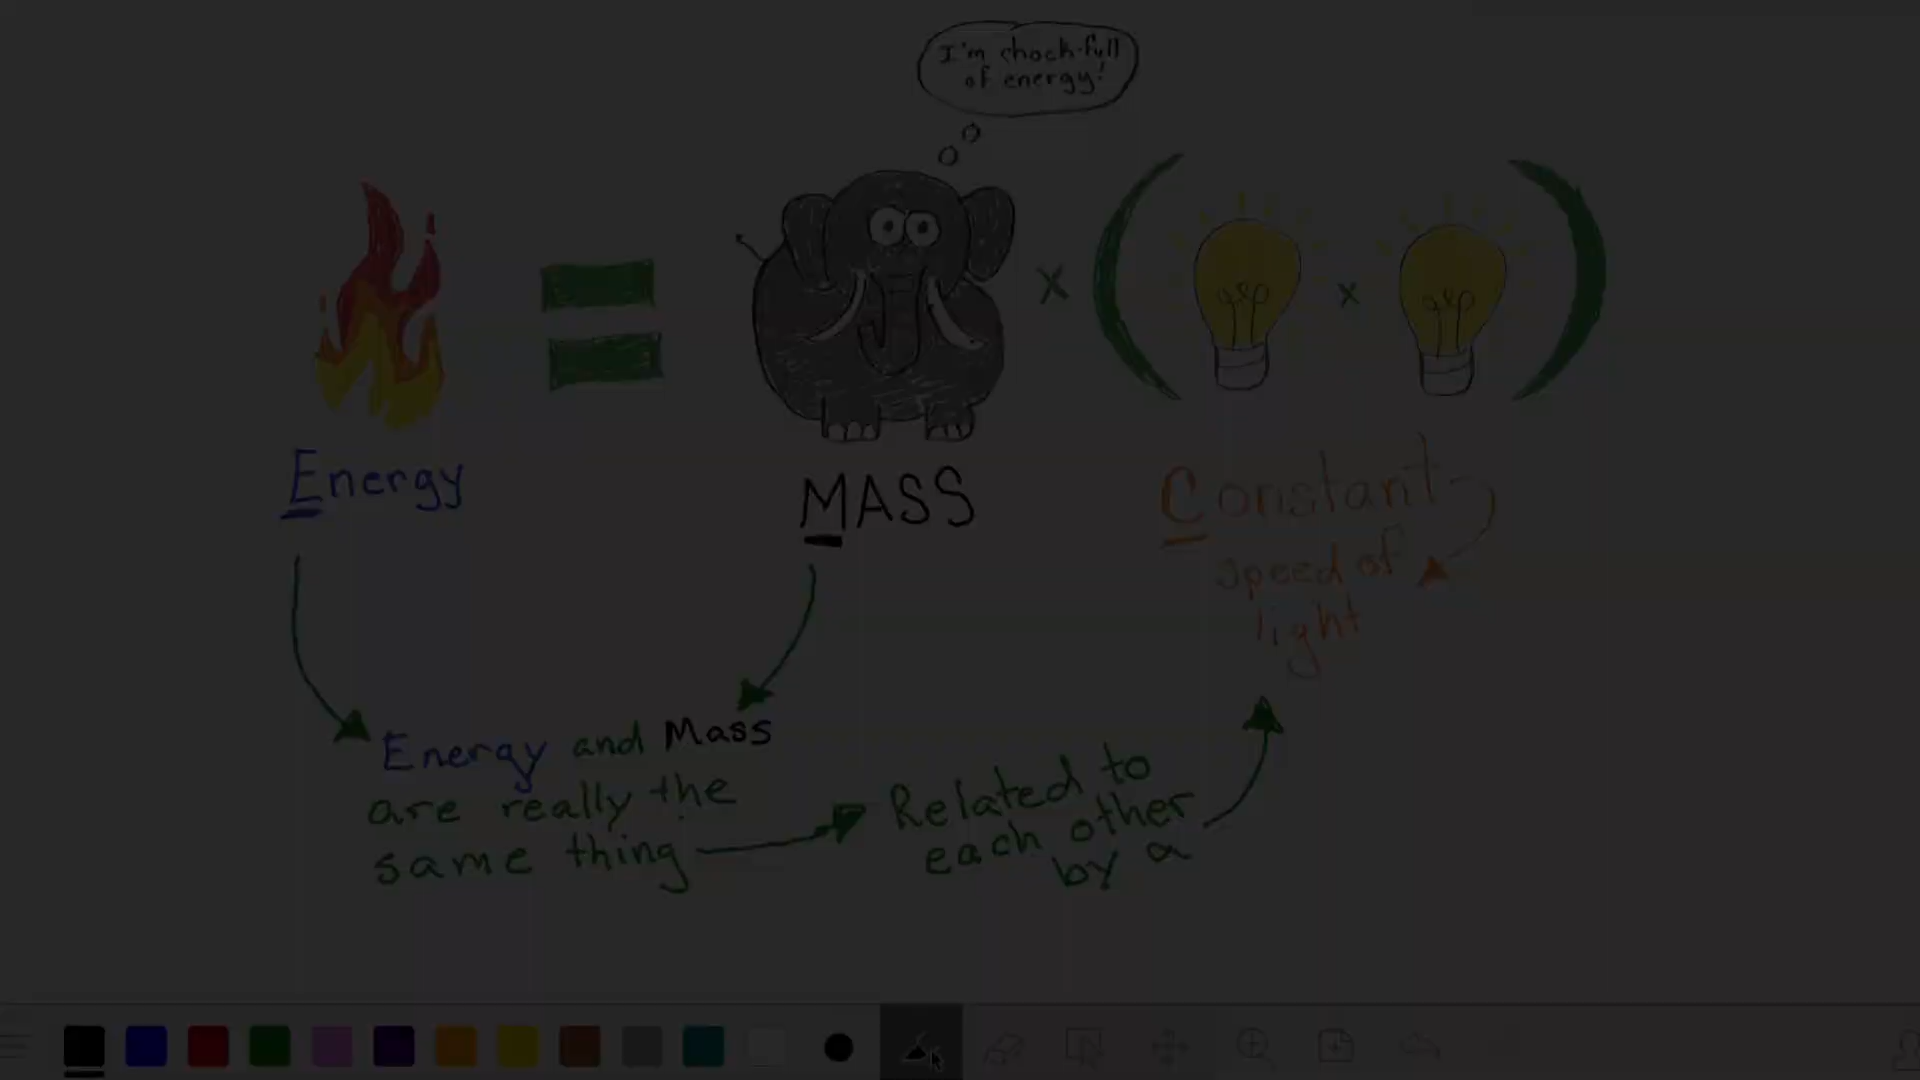 I'm chock-full
of energy!
x
x
Energy
MASS
Constant
speed of
light
Energy and Mass
are really the
same thing
Related to
each other
by a